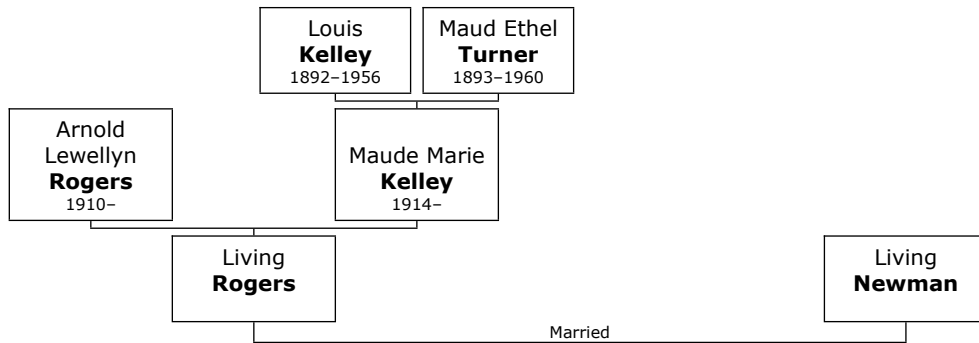 Louis
Kelley
1892–1956
Maud Ethel
Turner
1893–1960
Arnold
Lewellyn
Rogers
1910–
Maude Marie
Kelley
1914–
Living
Rogers
Living
Newman
Married